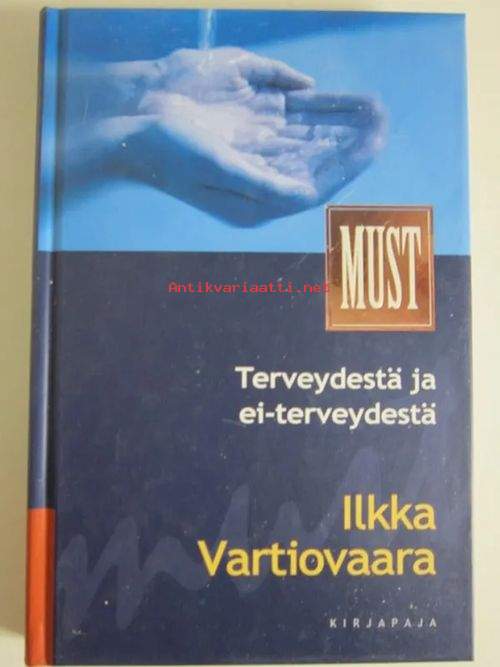 Antikvariaatti.net
MUST
Terveydestä ja
ei-terveydestä
Ilkka
Vartiovaara
KIRJAPAJA